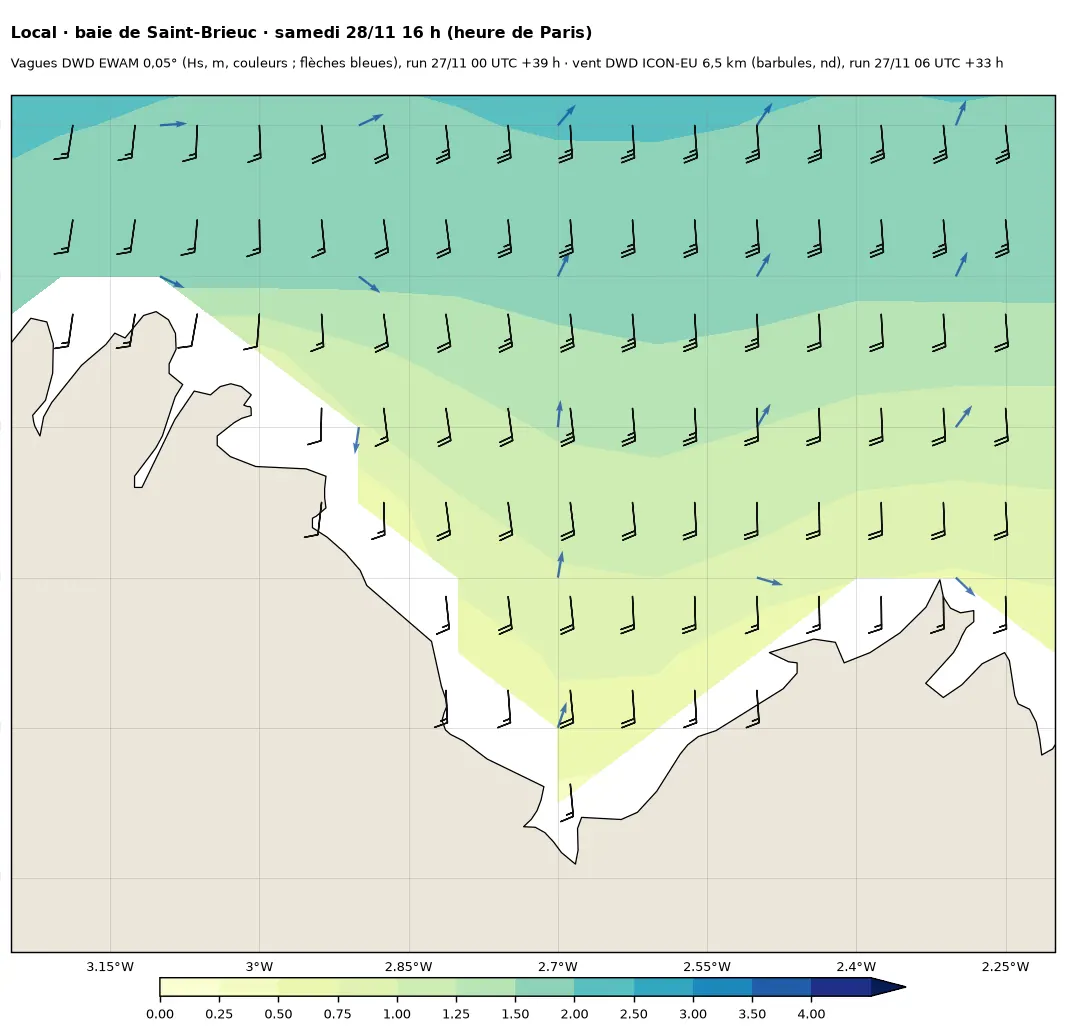 Local · baie de Saint-Brieuc · samedi 28/11 16 h (heure de Paris)
Vagues DWD EWAM 0,05° (Hs, m, couleurs ; flèches bleues), run 27/11 00 UTC +39 h · vent DWD ICON-EU 6,5 km (barbules, nd), run 27/11 06 UTC +33 h
3.15°W 3°W 2.85°W 2.7°W 2.55°W 2.4°W 2.25°W
0.00 0.25 0.50 0.75 1.00 1.25 1.50 2.00 2.50 3.00 3.50 4.00